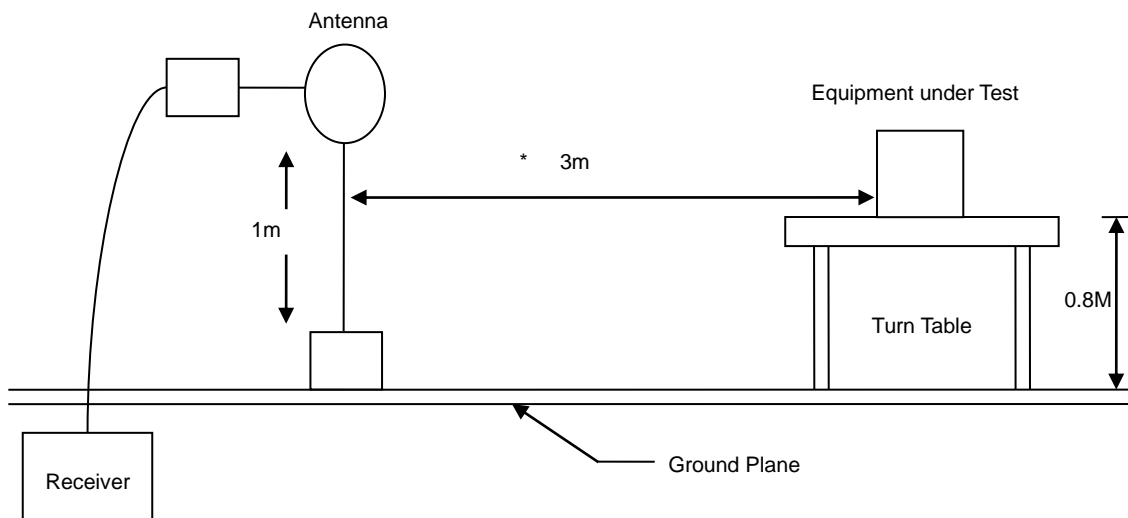 Antenna
Equipment under Test
* 3m
1m
0.8M
Turn Table
Ground Plane
Receiver